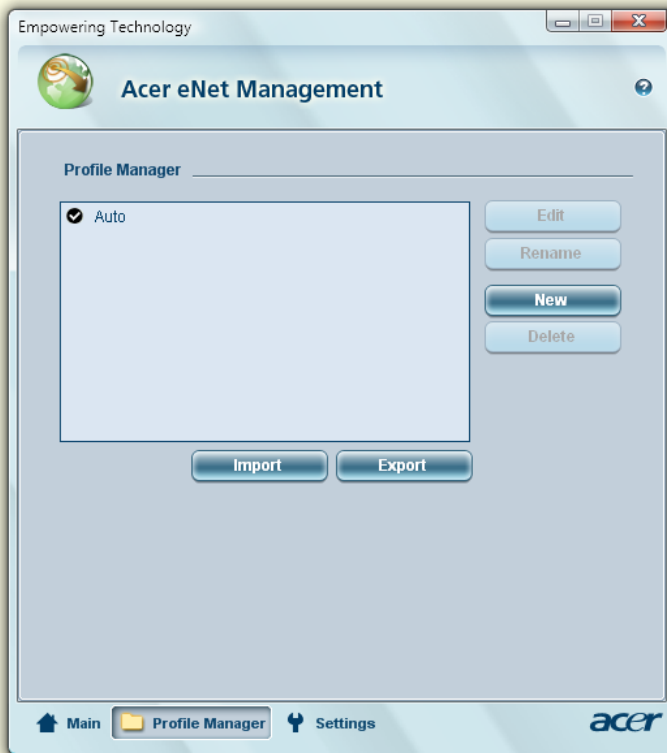 Empowering Technology
Acer eNet Management
Profile Manager
Auto
Edit
Rename
New
Delete
Import Export
Main Profile Manager Settings acer